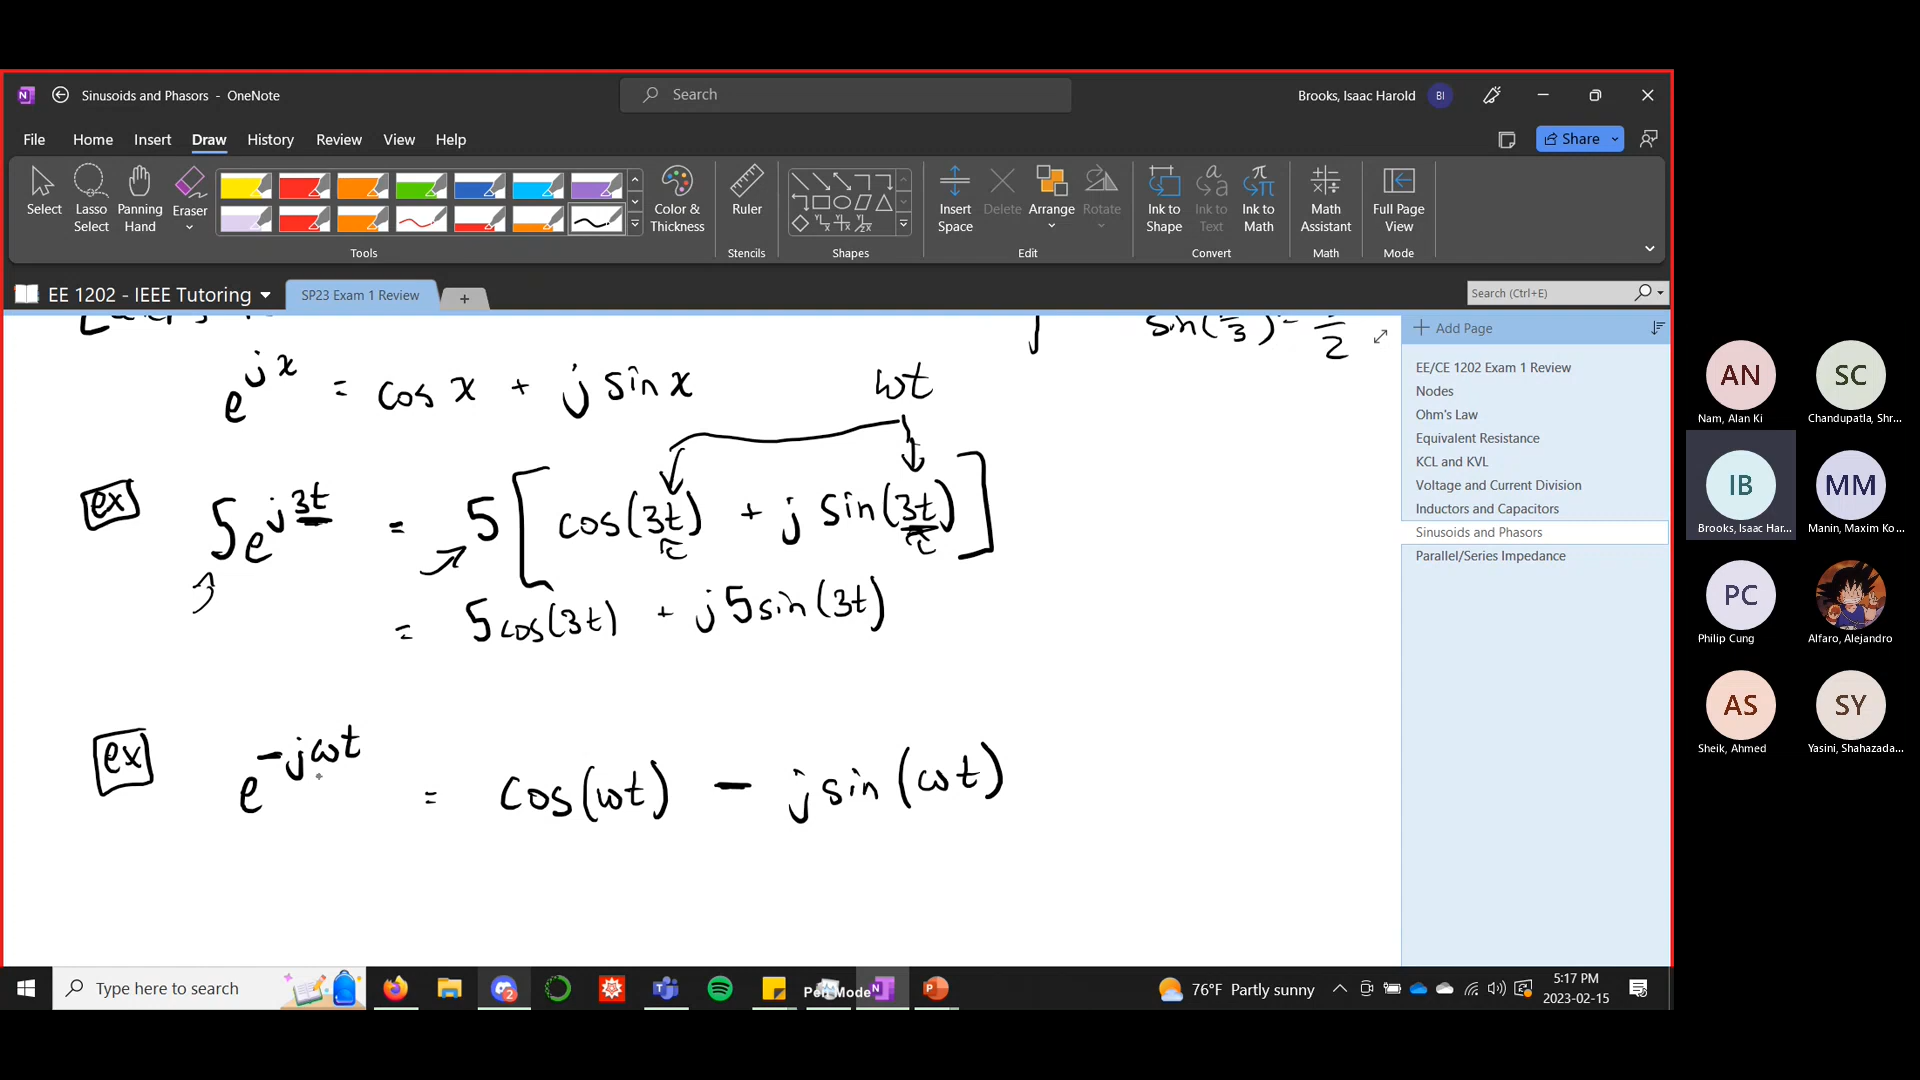 Sinusoids and Phasors - OneNote
Search
Brooks, Isaac Harold
BI
File Home Insert Draw History Review View Help
Share
Select
Lasso Select
Panning Hand
Eraser
Color & Thickness
Ruler
Insert Space
Delete
Arrange
Rotate
Ink to Shape
Ink to Text
Ink to Math
Math Assistant
Full Page View
Tools Stencils Shapes Edit Convert Math Mode
EE 1202 - IEEE Tutoring
SP23 Exam 1 Review
+
Search (Ctrl+E)
Add Page
EE/CE 1202 Exam 1 Review
Nodes
Ohm's Law
Equivalent Resistance
KCL and KVL
Voltage and Current Division
Inductors and Capacitors
Sinusoids and Phasors
Parallel/Series Impedance
e^jx = cos x + j sin x
ωt
ex
5e^j3t = 5[cos(3t) + j sin(3t)]
= 5cos(3t) + j5sin(3t)
ex
e^-jωt = cos(ωt) - jsin(ωt)
AN
Nam, Alan Ki
SC
Chandupatla, Shr...
IB
Brooks, Isaac Har...
MM
Manin, Maxim Ko...
PC
Philip Cung
Alfaro, Alejandro
AS
Sheik, Ahmed
SY
Yasini, Shahazada...
Type here to search
Pen Mode
76°F Partly sunny
5:17 PM
2023-02-15